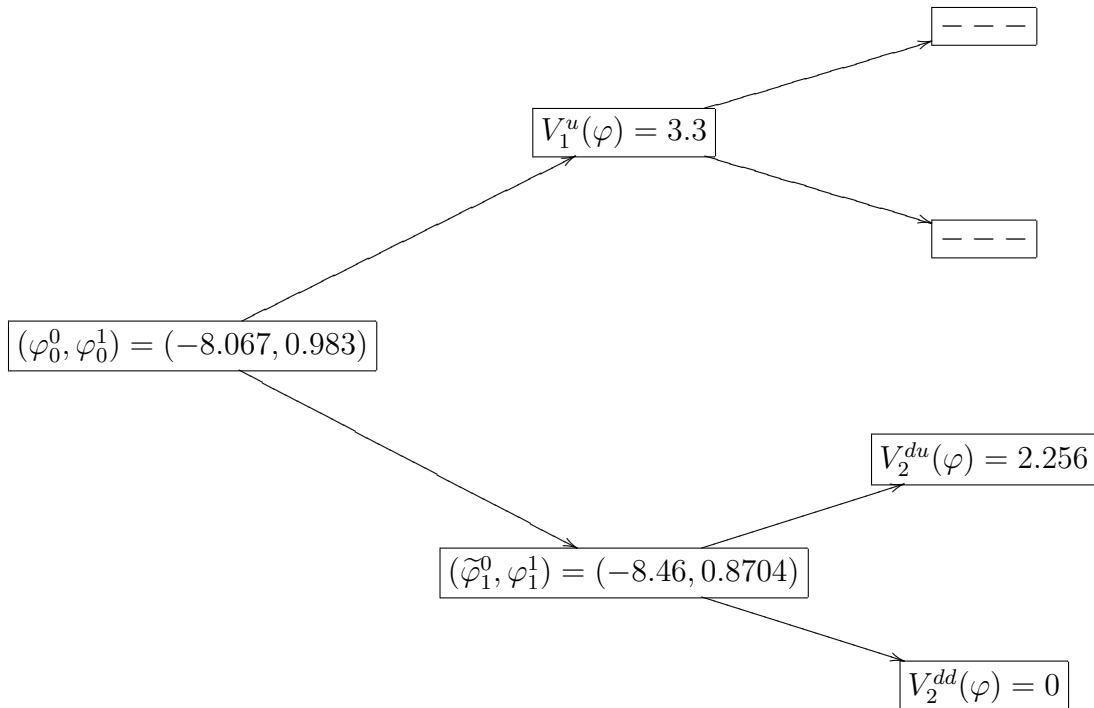 − − −
V_1^u(φ) = 3.3
− − −
(φ_0^0, φ_0^1) = (−8.067, 0.983)
V_2^{du}(φ) = 2.256
(φ̃_1^0, φ_1^1) = (−8.46, 0.8704)
V_2^{dd}(φ) = 0